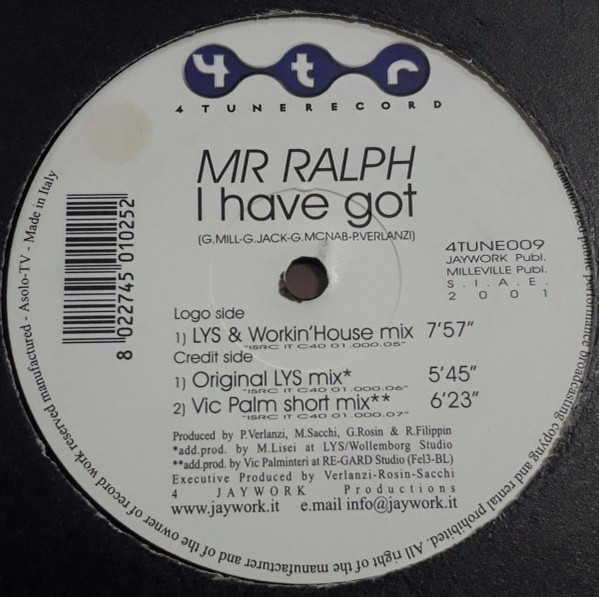 4tr
4TUNERECORD
MR RALPH
I have got
(G.MILL-G.JACK-G.MCNAB-P.VERLANZI)
8 022745 010252
4TUNE009
JAYWORK Publ.
MILLEVILLE Publ.
S.I.A.E.
2001
Logo side
1) LYS & Workin'House mix 7'57"
"ISRC IT C40 01.000.05"
Credit side
1) Original LYS mix* 5'45"
"ISRC IT C40 01.000.06"
2) Vic Palm short mix** 6'23"
"ISRC IT C40 01.000.07"
Produced by P.Verlanzi, M.Sacchi, G.Rosin & R.Filippin
*add.prod. by M.Lisei at LYS/Wollemborg Studio
**add.prod. by Vic Palminteri at RE-GARD Studio (Fel3-BL)
Executive Produced by Verlanzi-Rosin-Sacchi
4 JAYWORK Productions
www.jaywork.it e.mail info@jaywork.it
performance broadcasting copyng and rental prohibited. All right of the manufacturer and of the owner of record work reserved manufactured - Asolo-TV - Made in Italy